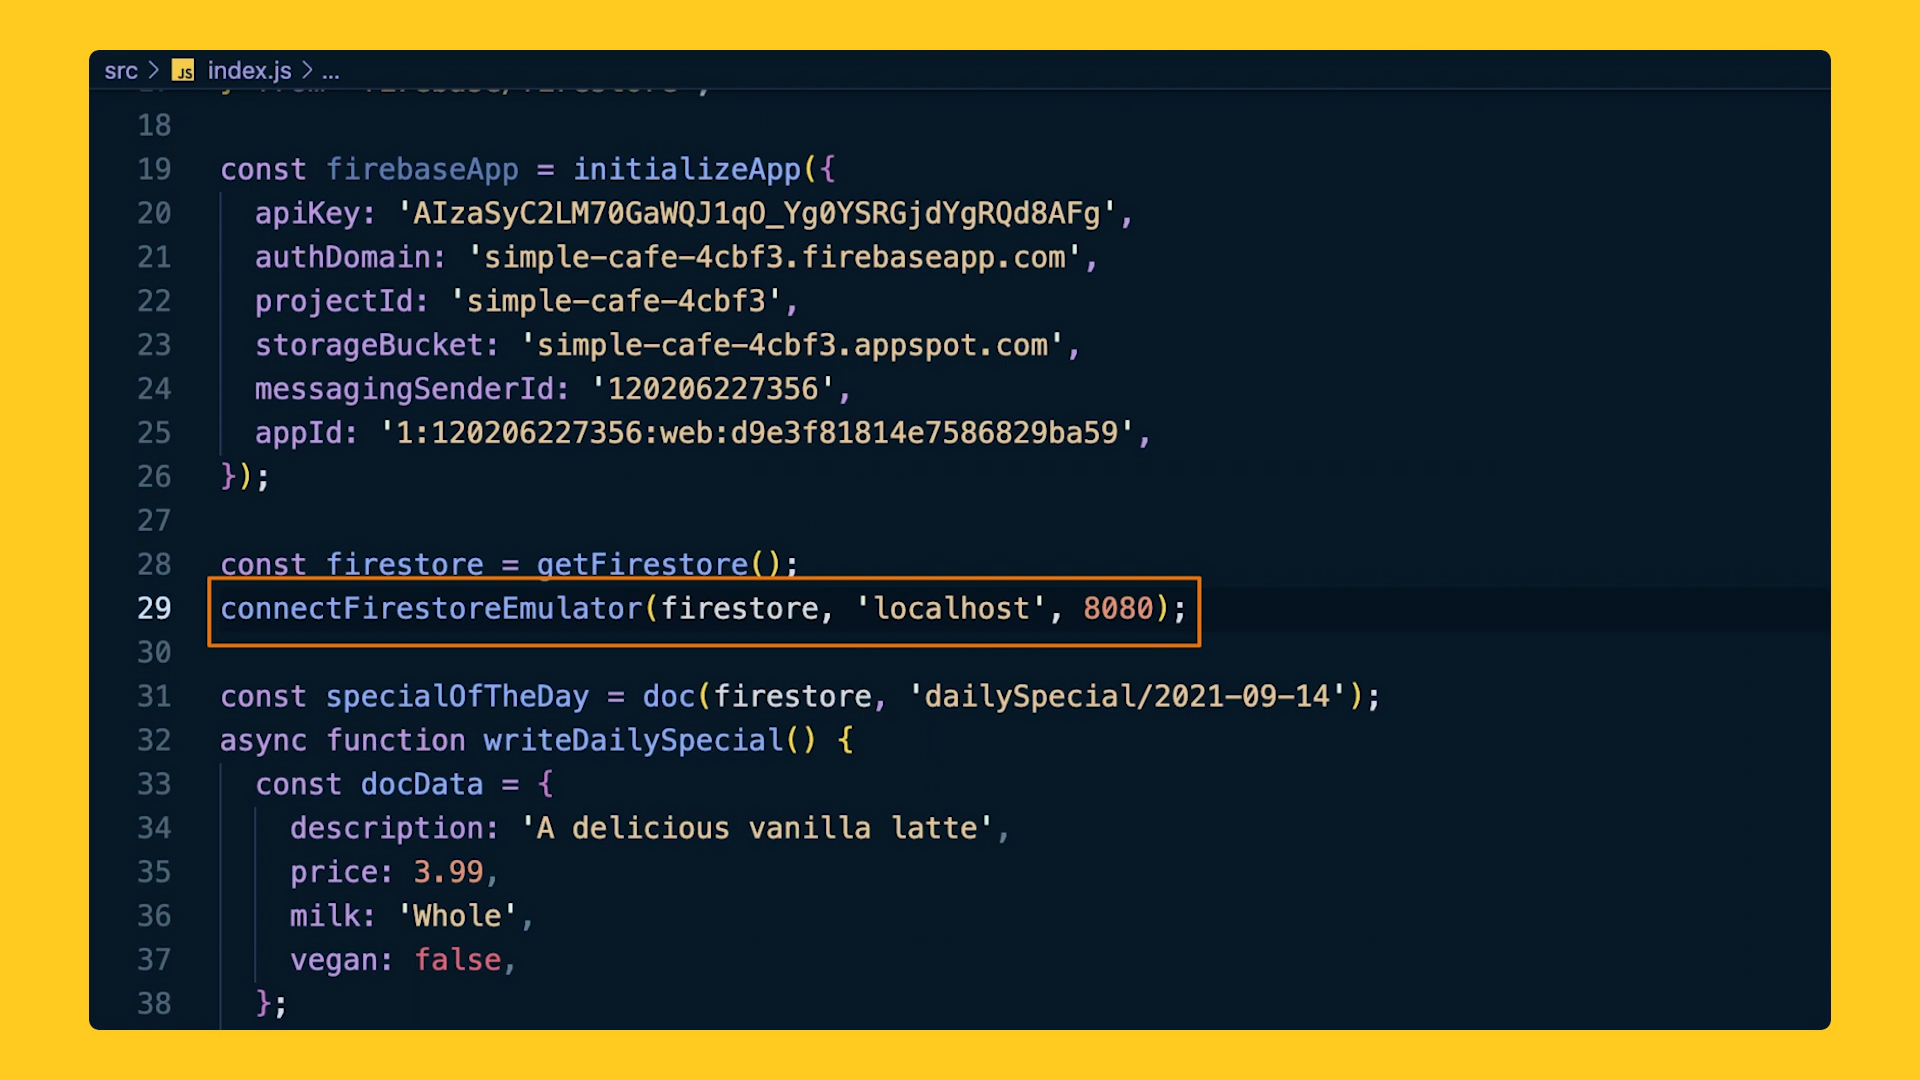 src > JS index.js > ...
18
19 const firebaseApp = initializeApp({
20 apiKey: 'AIzaSyC2LM70GaWQJ1qO_Yg0YSRGjdYgRQd8AFg',
21 authDomain: 'simple-cafe-4cbf3.firebaseapp.com',
22 projectId: 'simple-cafe-4cbf3',
23 storageBucket: 'simple-cafe-4cbf3.appspot.com',
24 messagingSenderId: '120206227356',
25 appId: '1:120206227356:web:d9e3f81814e7586829ba59',
26 });
27
28 const firestore = getFirestore();
29 connectFirestoreEmulator(firestore, 'localhost', 8080);
30
31 const specialOfTheDay = doc(firestore, 'dailySpecial/2021-09-14');
32 async function writeDailySpecial() {
33 const docData = {
34 description: 'A delicious vanilla latte',
35 price: 3.99,
36 milk: 'Whole',
37 vegan: false,
38 };